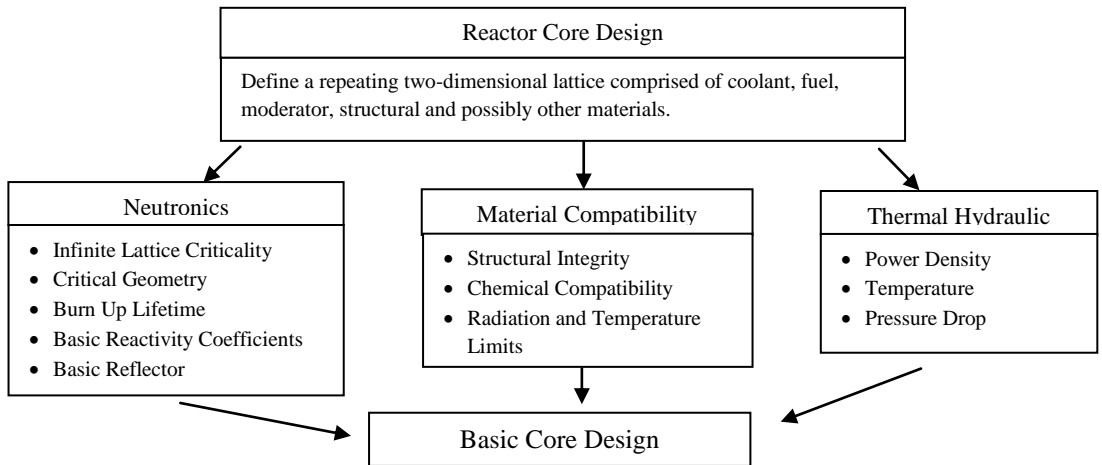 Reactor Core Design
Define a repeating two-dimensional lattice comprised of coolant, fuel,
moderator, structural and possibly other materials.
Neutronics
• Infinite Lattice Criticality
• Critical Geometry
• Burn Up Lifetime
• Basic Reactivity Coefficients
• Basic Reflector
Material Compatibility
• Structural Integrity
• Chemical Compatibility
• Radiation and Temperature
Limits
Thermal Hydraulic
• Power Density
• Temperature
• Pressure Drop
Basic Core Design